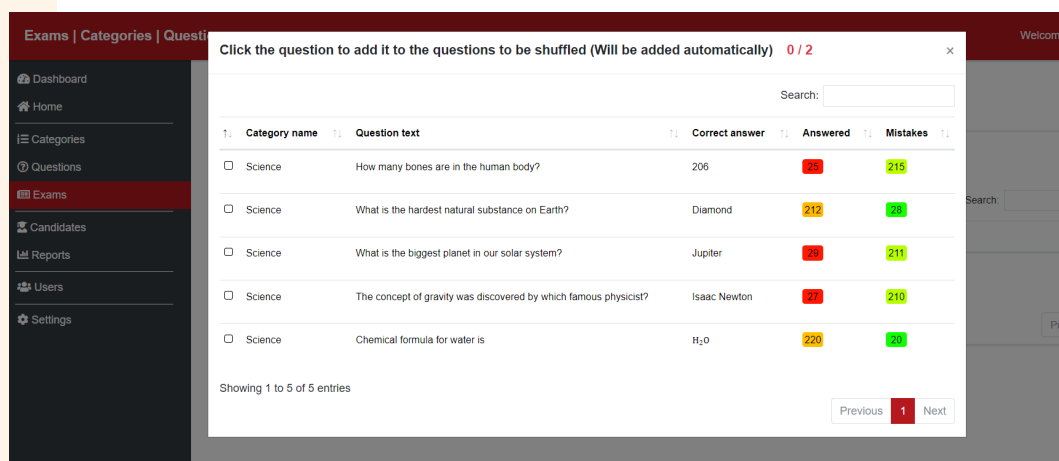 Exams | Categories | Questi
Welcom
Click the question to add it to the questions to be shuffled (Will be added automatically) 0 / 2 ×
Dashboard
Home
Categories
Questions
Exams
Candidates
Reports
Users
Settings
Search:
Category name Question text Correct answer Answered Mistakes
Science How many bones are in the human body? 206 25 215
Science What is the hardest natural substance on Earth? Diamond 212 28
Science What is the biggest planet in our solar system? Jupiter 29 211
Science The concept of gravity was discovered by which famous physicist? Isaac Newton 27 210
Science Chemical formula for water is H₂O 220 20
Showing 1 to 5 of 5 entries
Previous 1 Next
Search:
P